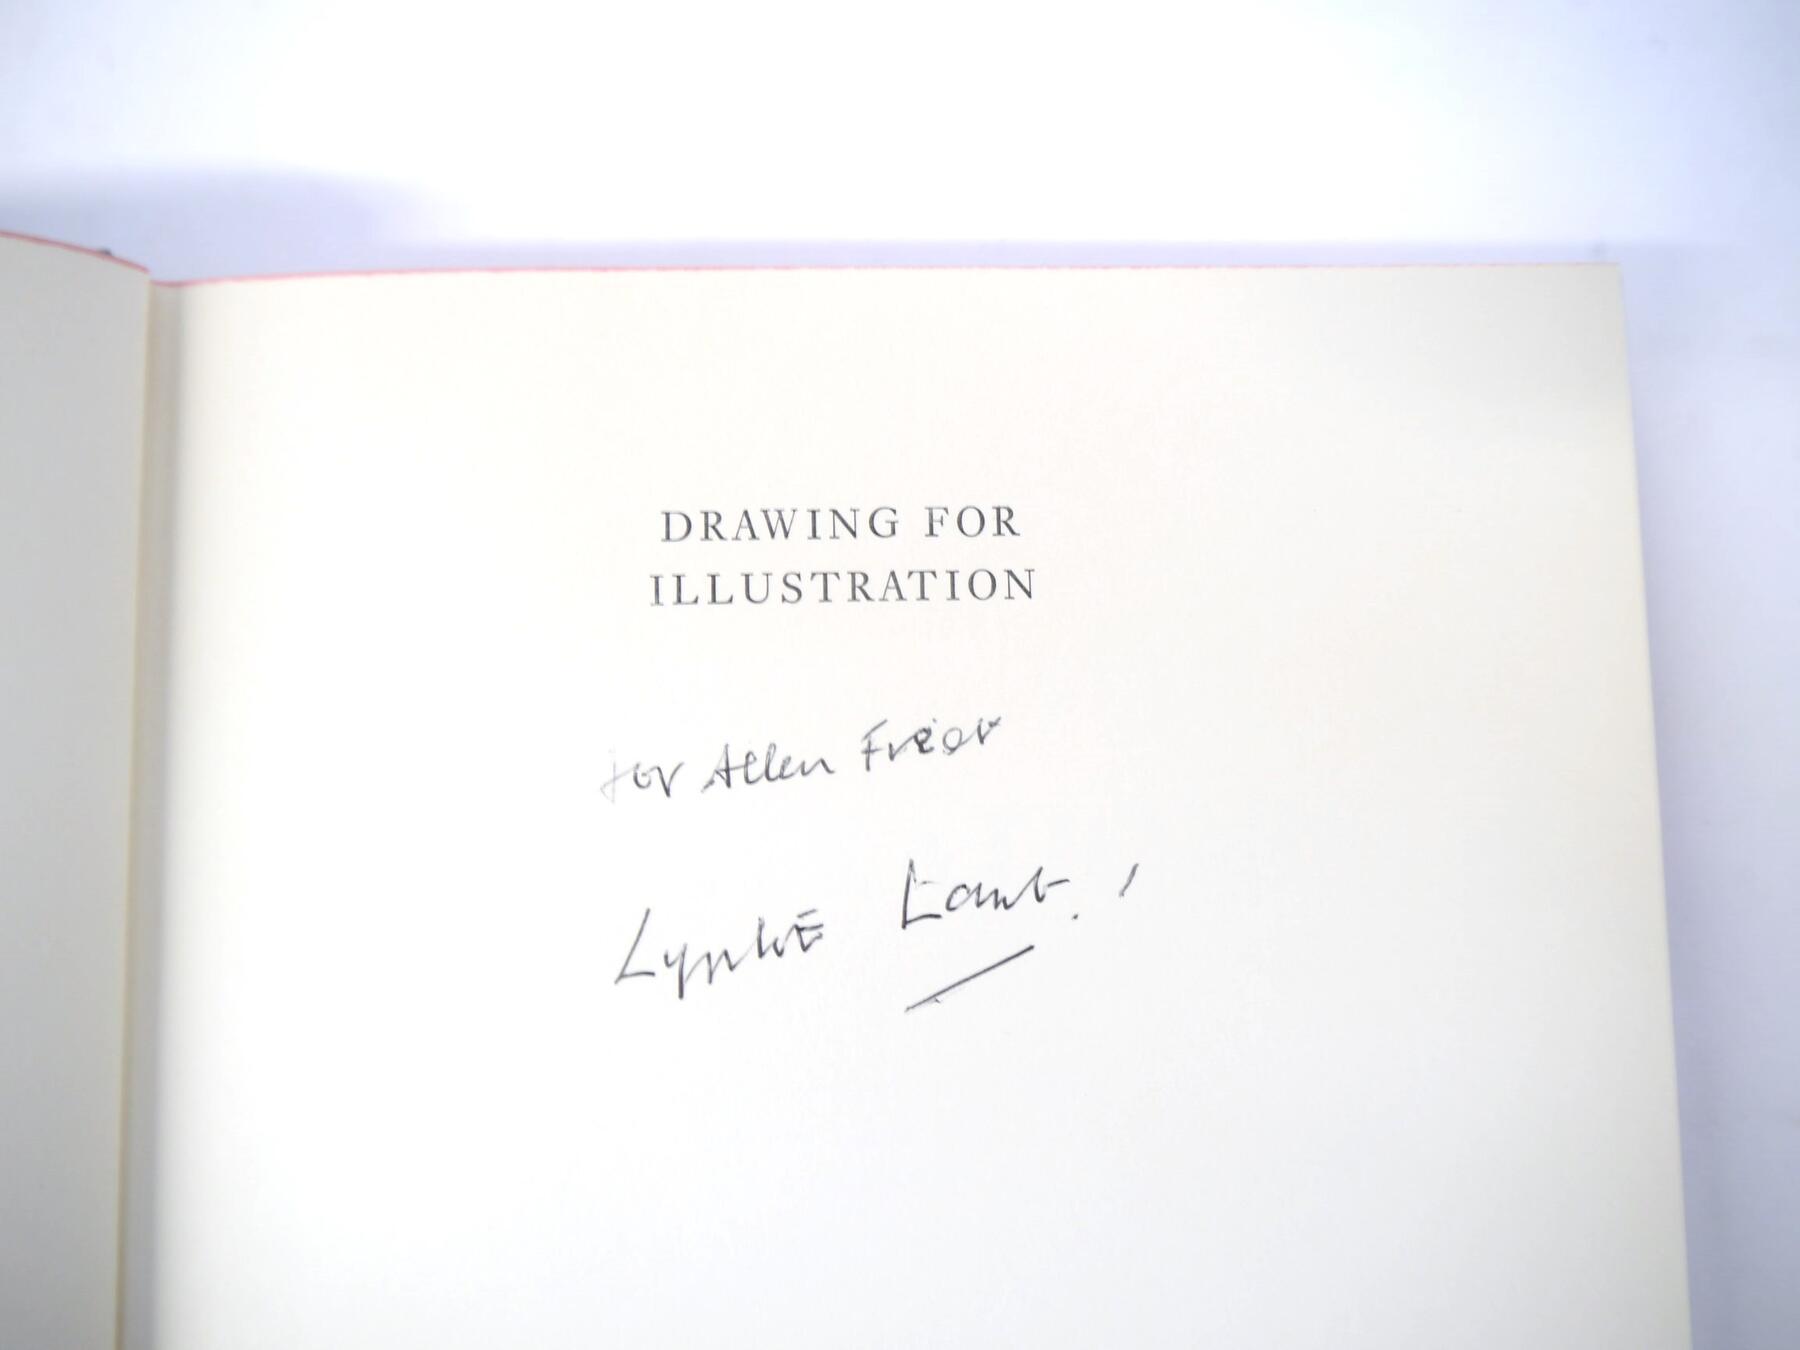 DRAWING FOR
ILLUSTRATION
for Allen Freer
Lynton Lamb.